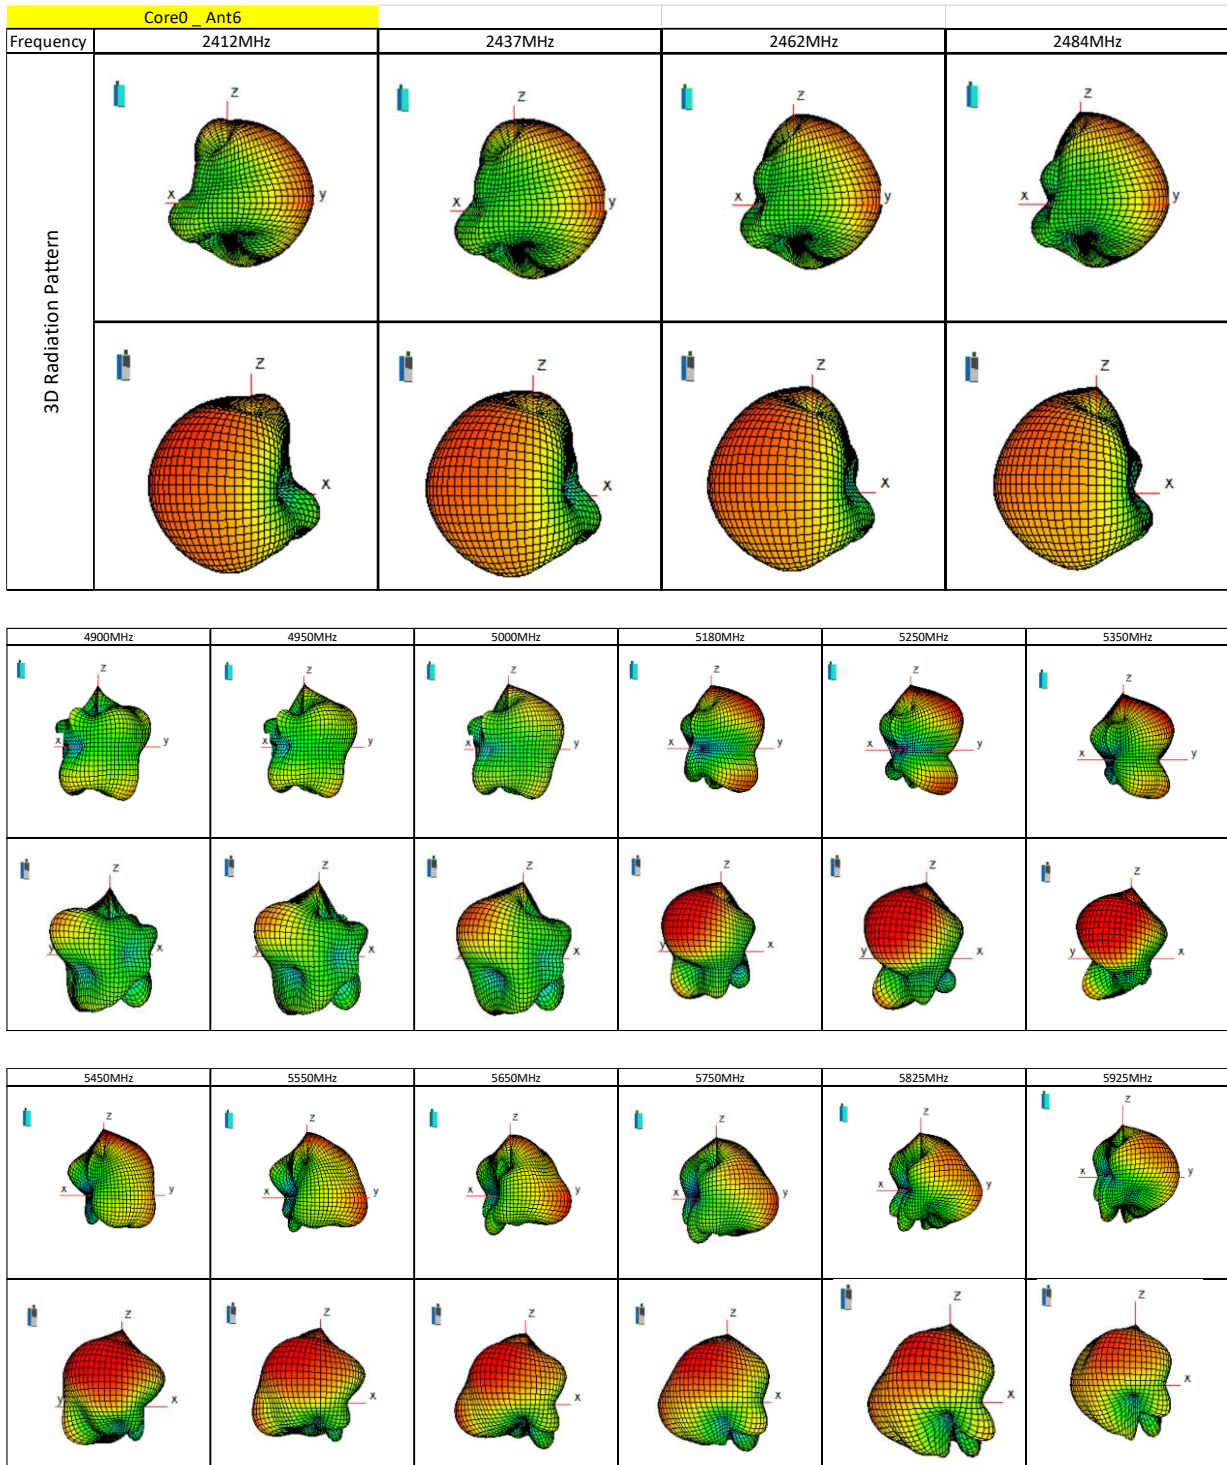 Core0 _ Ant6
Frequency 2412MHz 2437MHz 2462MHz 2484MHz
3D Radiation Pattern
z z z z
x y x y x y x y
z z z z
x x x x
4900MHz 4950MHz 5000MHz 5180MHz 5250MHz 5350MHz
z z z z z z
x y x y x y x y x y x y
z z z z z z
y x y x y x y x y x y x
5450MHz 5550MHz 5650MHz 5750MHz 5825MHz 5925MHz
z z z z z z
x y x y x y x y x y x y
z z z z z z
y x x x x x x